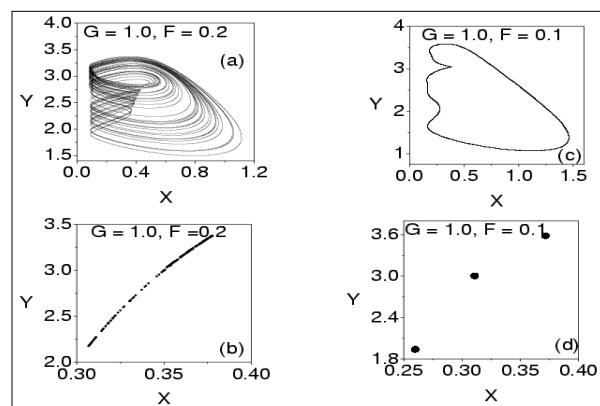 G = 1.0, F = 0.2
(a)
4.0
3.5
3.0
2.5
2.0
1.5
Y
0.0 0.4 0.8 1.2
X
G = 1.0, F = 0.1
(c)
4
3
2
1
Y
0.0 0.5 1.0 1.5
X
G = 1.0, F = 0.2
(b)
3.5
3.0
2.5
2.0
Y
0.30 0.35 0.40
X
G = 1.0, F = 0.1
(d)
3.6
3.0
2.4
1.8
Y
0.25 0.30 0.35 0.40
X